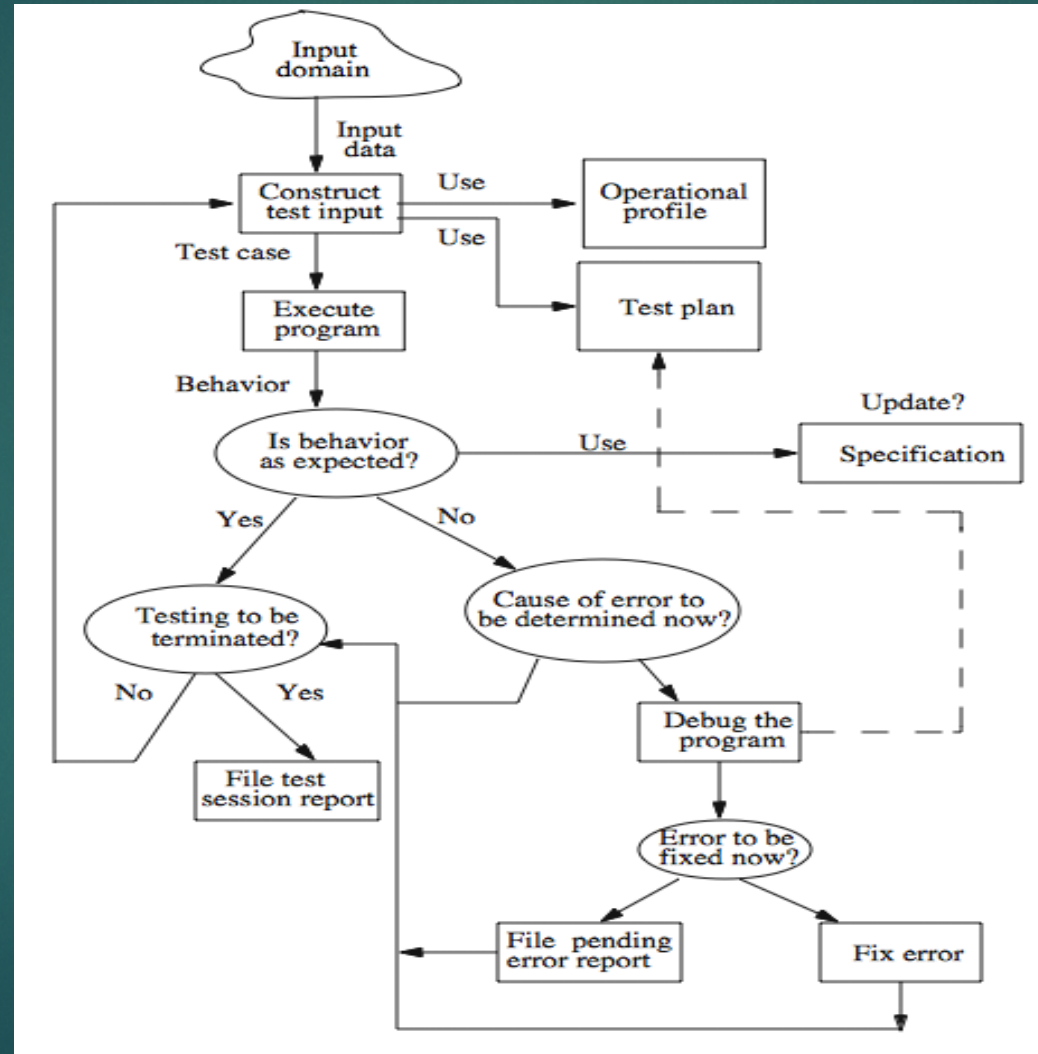 Input
domain
Input
data
Construct
test input
Use
Operational
profile
Use
Test case
Test plan
Execute
program
Behavior
Update?
Is behavior
as expected?
Use
Specification
Yes
No
Cause of error to
be determined now?
Testing to be
terminated?
No
Yes
Debug the
program
File test
session report
Error to be
fixed now?
File pending
error report
Fix error